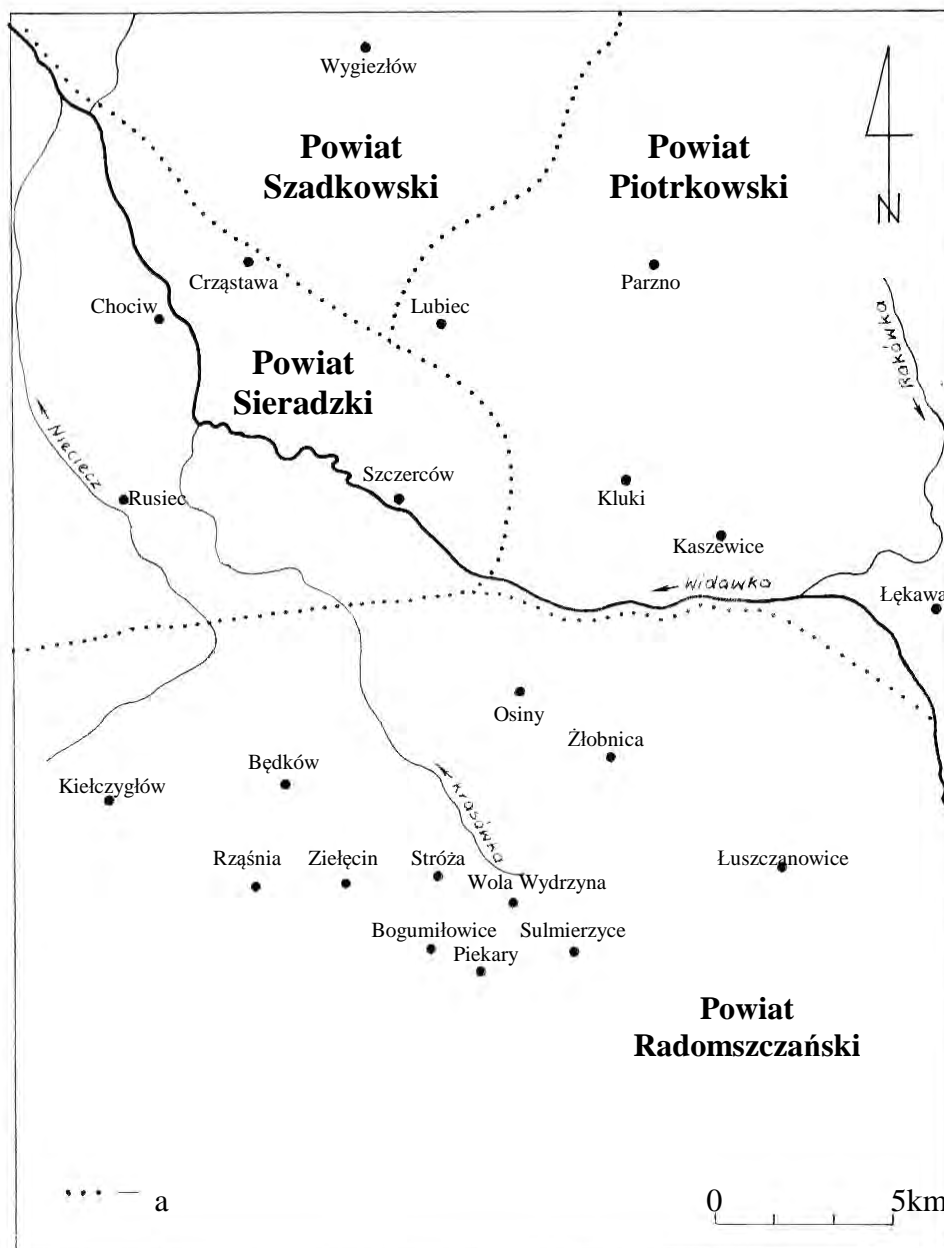 Wygiezłów
Powiat
Szadkowski
Powiat
Piotrkowski
N
Crząstawa
Parzno
Chociw
Lubiec
Rakówka
Powiat
Sieradzki
Nieciecz
Szczerców
Kluki
Rusiec
Kaszewice
Widawka
Łękawa
Osiny
Żłobnica
Będków
Kiełczygłów
Krasówka
Rząśnia
Zielęcin
Stróża
Łuszczanowice
Wola Wydrzyna
Bogumiłowice
Sulmierzyce
Piekary
Powiat
Radomszczański
a
0 5km